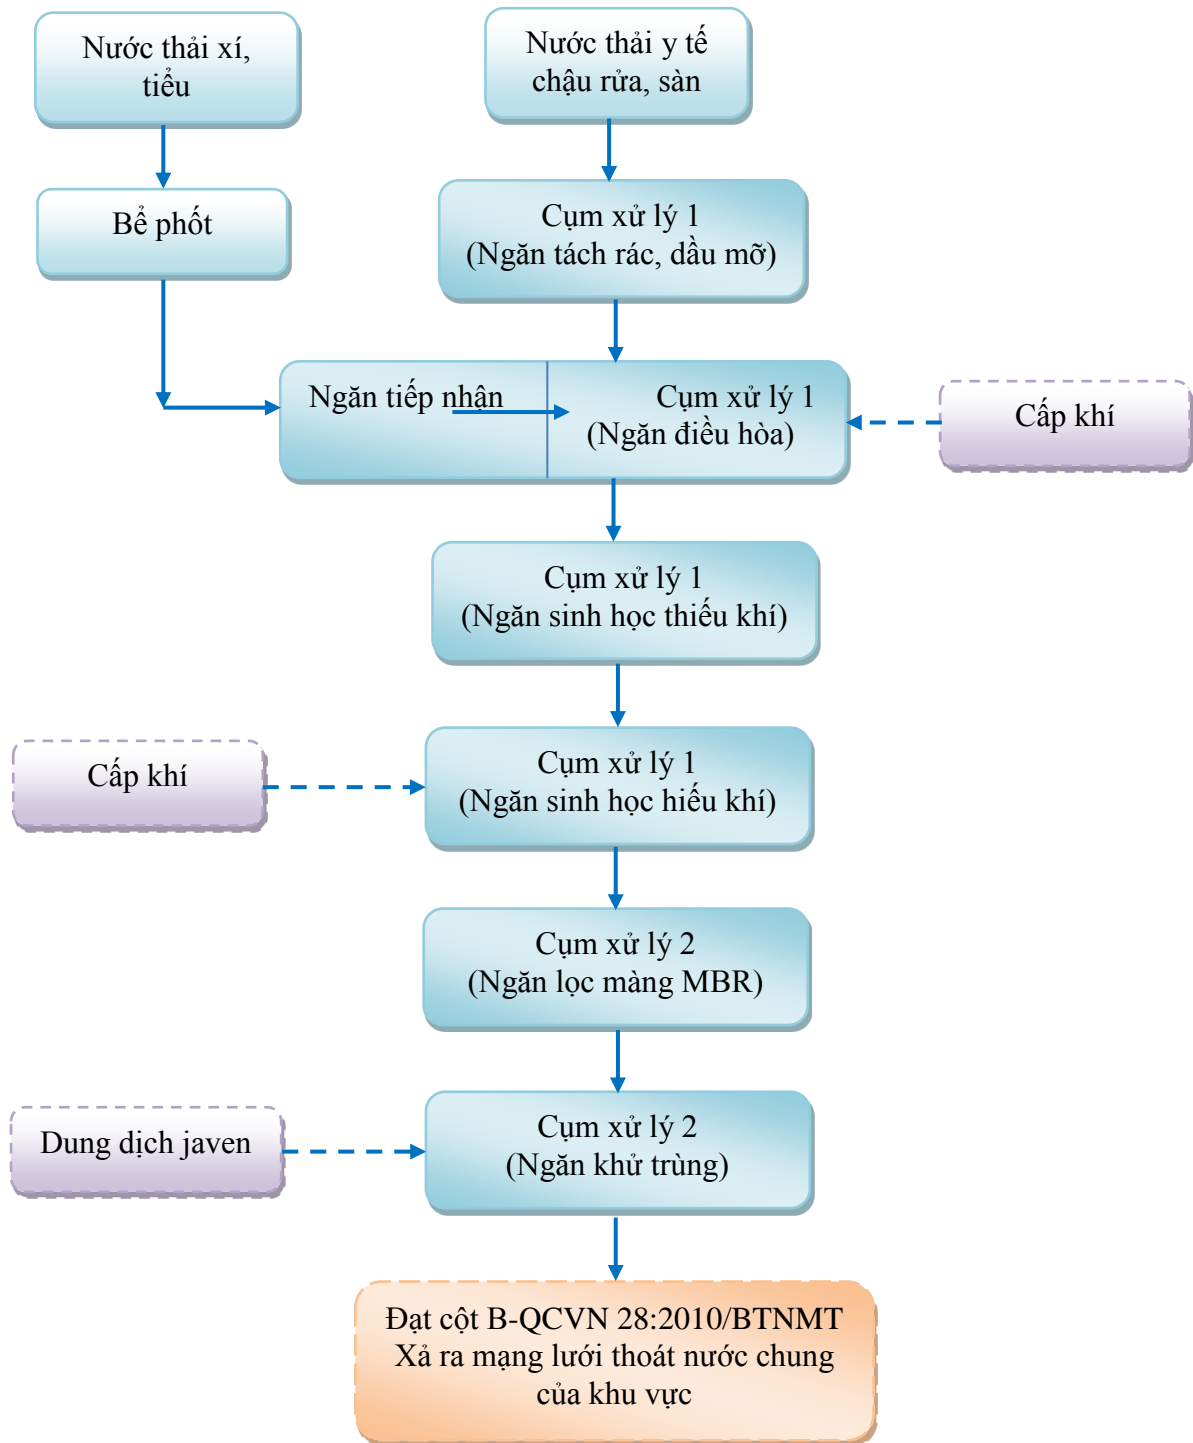 Nước thải xí,
tiểu
Nước thải y tế
chậu rửa, sàn
Bể phốt
Cụm xử lý 1
(Ngăn tách rác, dầu mỡ)
Ngăn tiếp nhận
Cụm xử lý 1
(Ngăn điều hòa)
Cấp khí
Cụm xử lý 1
(Ngăn sinh học thiếu khí)
Cấp khí
Cụm xử lý 1
(Ngăn sinh học hiếu khí)
Cụm xử lý 2
(Ngăn lọc màng MBR)
Dung dịch javen
Cụm xử lý 2
(Ngăn khử trùng)
Đạt cột B-QCVN 28:2010/BTNMT
Xả ra mạng lưới thoát nước chung
của khu vực